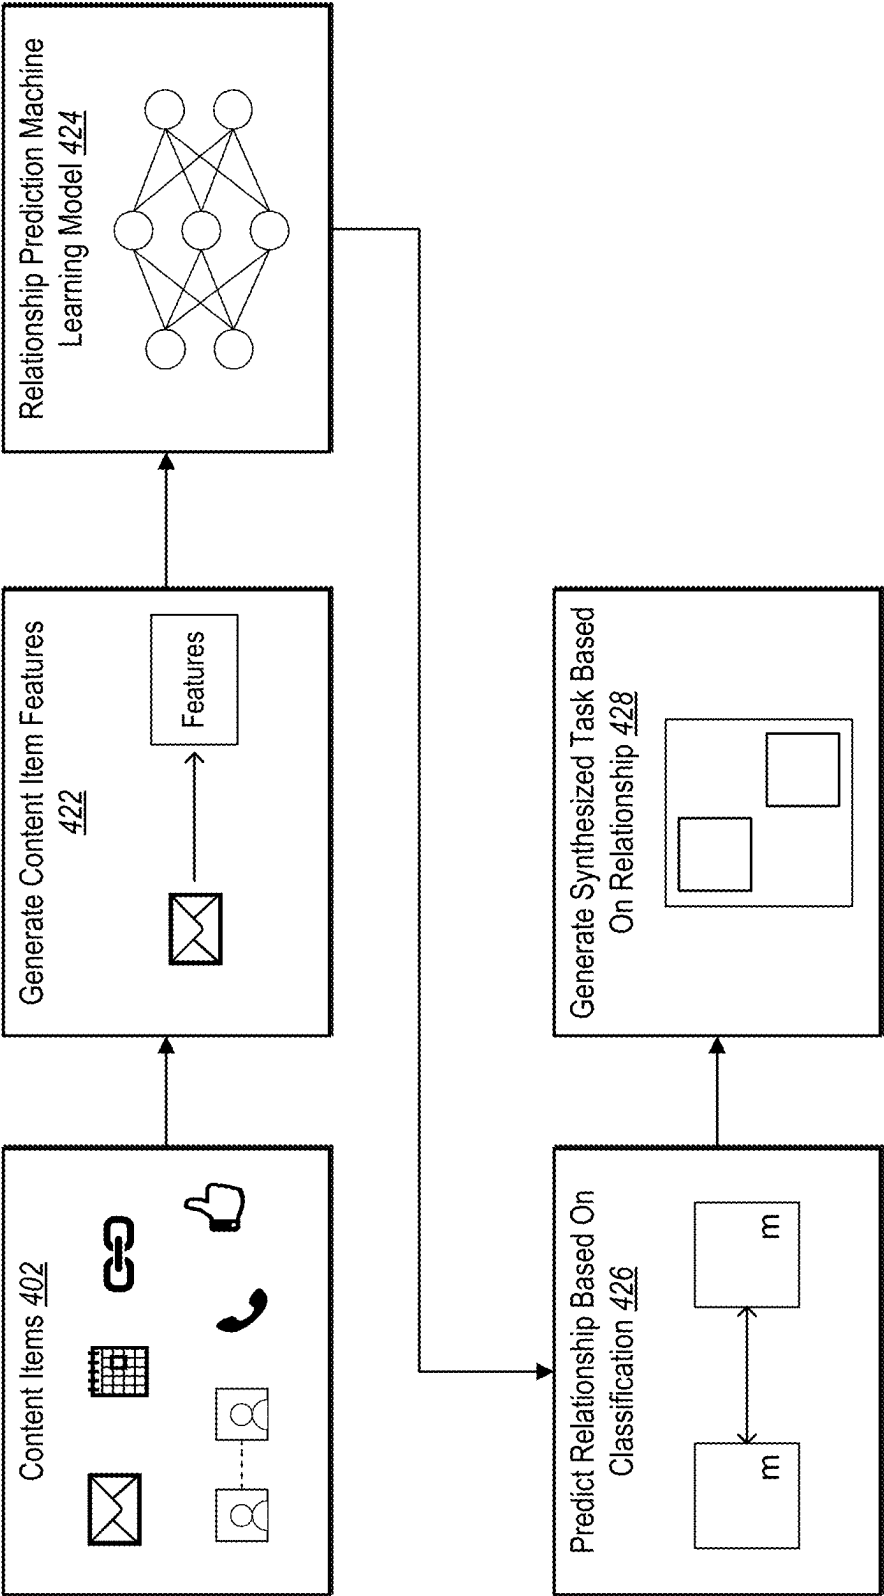 Content Items 402
Generate Content Item Features
422
Features
Relationship Prediction Machine
Learning Model 424
Predict Relationship Based On
Classification 426
m
m
Generate Synthesized Task Based
On Relationship 428